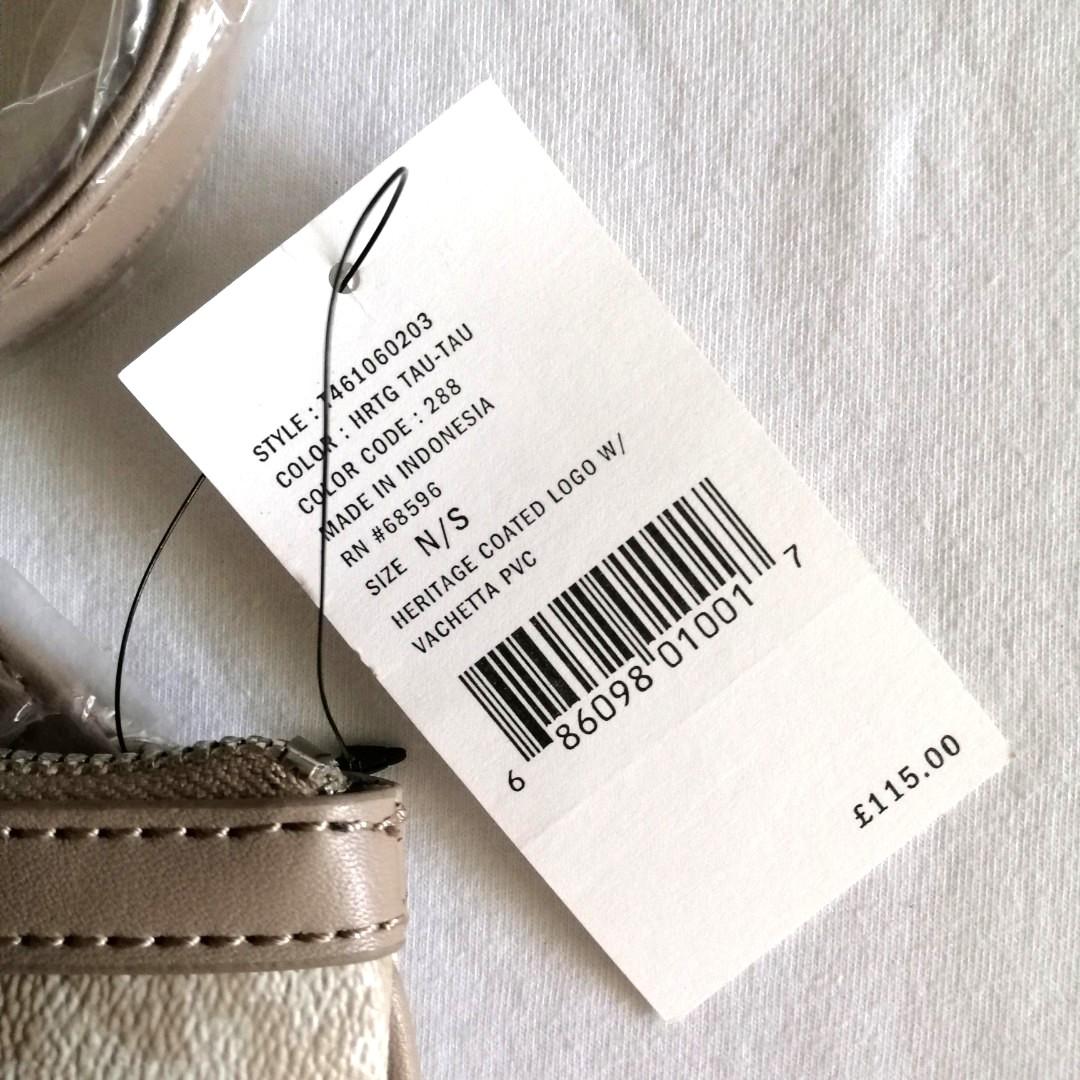 STYLE : T461060203
COLOR : HRTG TAU-TAU
COLOR CODE : 288
MADE IN INDONESIA
RN #68596
SIZE N/S
HERITAGE COATED LOGO W/
VACHETTA PVC
6 86098 01001 7
£115.00